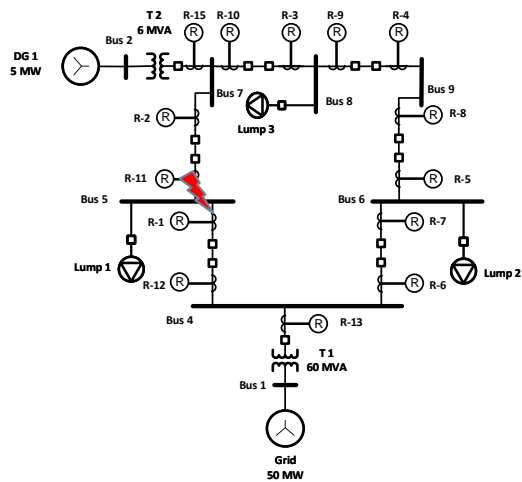 T 2
6 MVA
R-15
R-10
R-3
R-9
R-4
R
R
R
R
R
Bus 2
DG 1
5 MW
Bus 7
Bus 8
Bus 9
Lump 3
R-2
R
R
R-8
R-11
R
R
R-5
Bus 5
Bus 6
R-1
R
R
R-7
Lump 1
Lump 2
R-12
R
R
R-6
Bus 4
R
R-13
T 1
60 MVA
Bus 1
Grid
50 MW